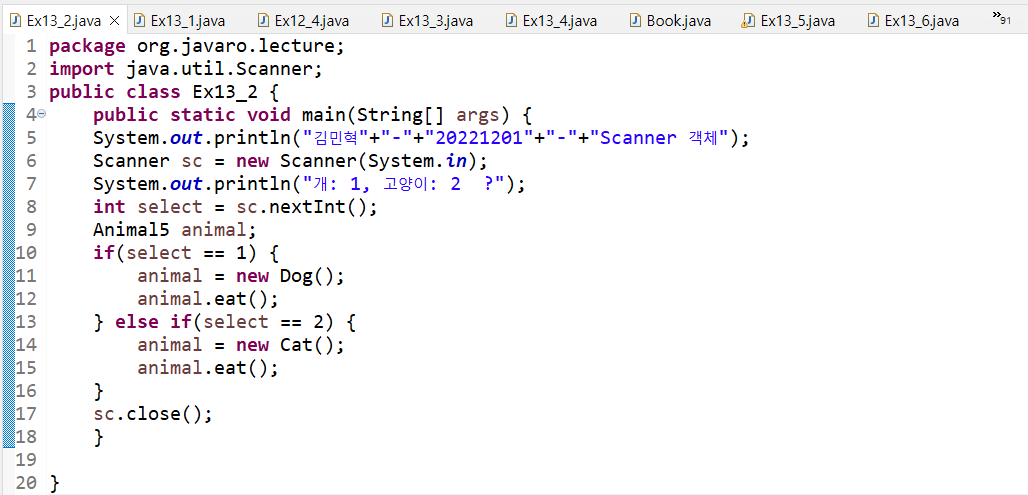 Ex13_2.java Ex13_1.java Ex12_4.java Ex13_3.java Ex13_4.java Book.java Ex13_5.java Ex13_6.java »91
1 package org.javaro.lecture;
2 import java.util.Scanner;
3 public class Ex13_2 {
4 public static void main(String[] args) {
5 System.out.println("김민혁"+"-"+"20221201"+"-"+"Scanner 객체");
6 Scanner sc = new Scanner(System.in);
7 System.out.println("개: 1, 고양이: 2  ?");
8 int select = sc.nextInt();
9 Animal5 animal;
10 if(select == 1) {
11 animal = new Dog();
12 animal.eat();
13 } else if(select == 2) {
14 animal = new Cat();
15 animal.eat();
16 }
17 sc.close();
18 }
19
20 }